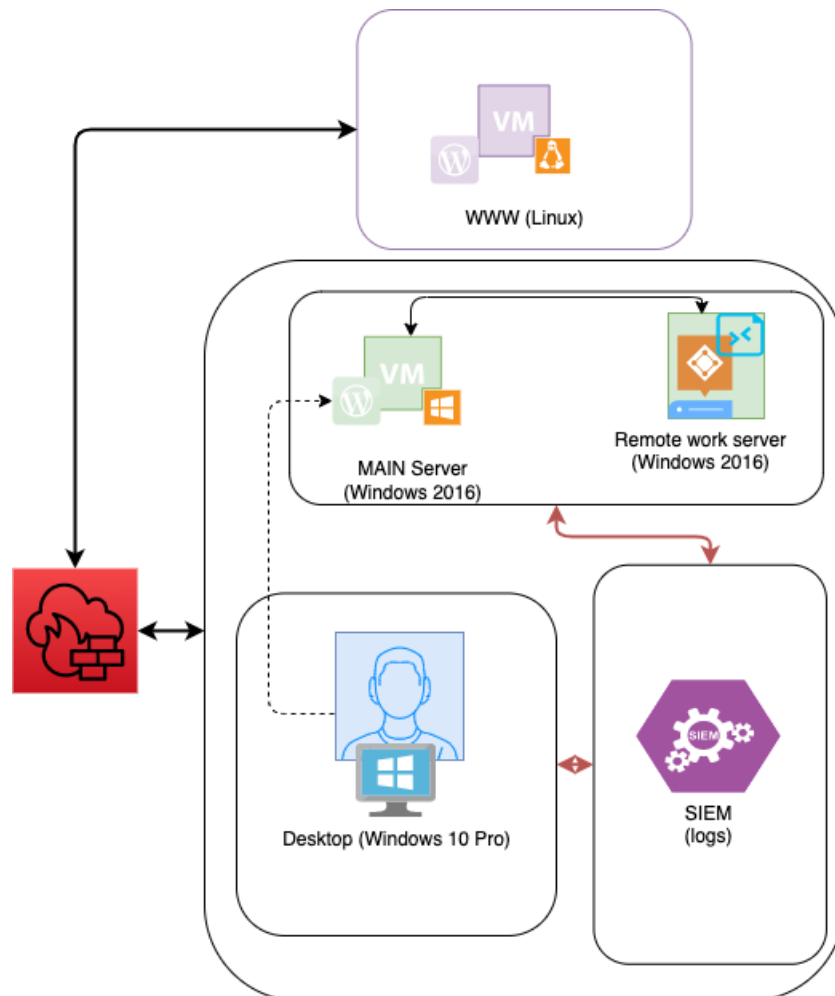 VM
WWW (Linux)
VM
MAIN Server
(Windows 2016)
Remote work server
(Windows 2016)
Desktop (Windows 10 Pro)
SIEM
SIEM
(logs)